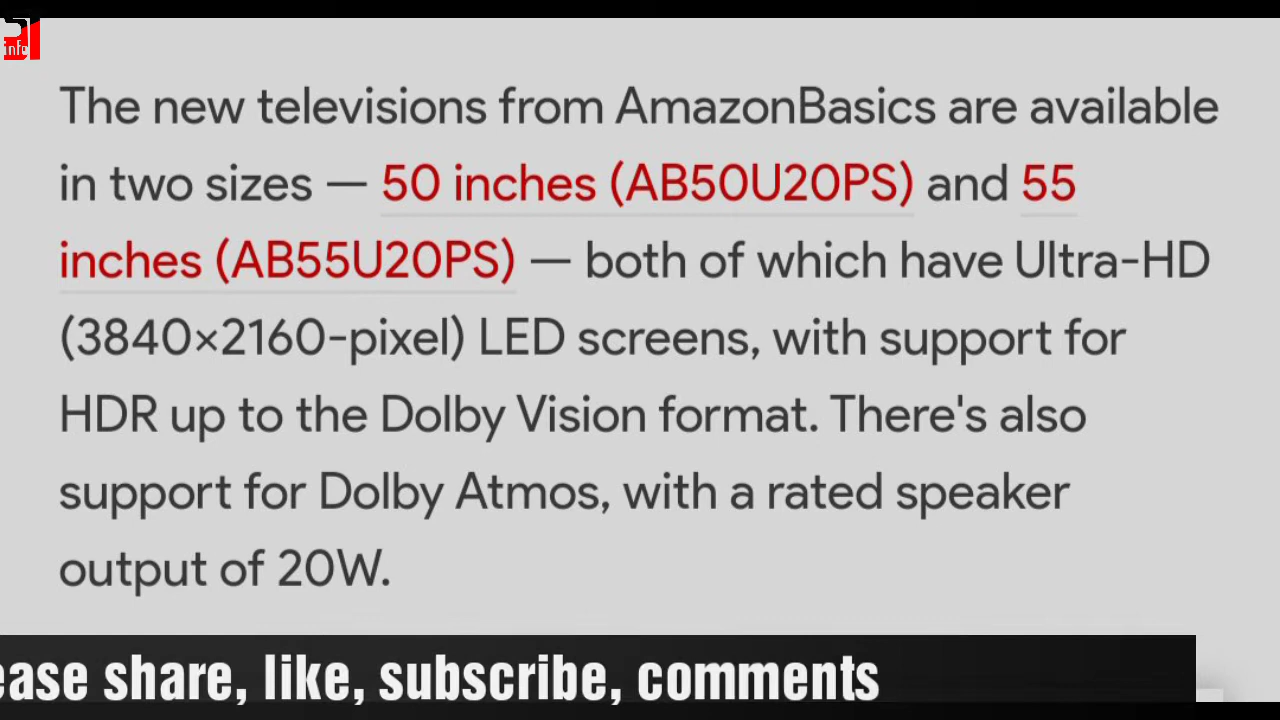 info
The new televisions from AmazonBasics are available
in two sizes — 50 inches (AB50U20PS) and 55
inches (AB55U20PS) — both of which have Ultra-HD
(3840×2160-pixel) LED screens, with support for
HDR up to the Dolby Vision format. There's also
support for Dolby Atmos, with a rated speaker
output of 20W.
ease share, like, subscribe, comments